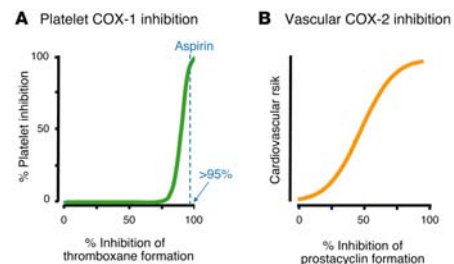 A Platelet COX-1 inhibition
Aspirin
100
% Platelet inhibition
50
>95%
0
0 50 100
% Inhibition of
thromboxane formation
B Vascular COX-2 inhibition
Cardiovascular rsik
0 50 100
% Inhibition of
prostacyclin formation